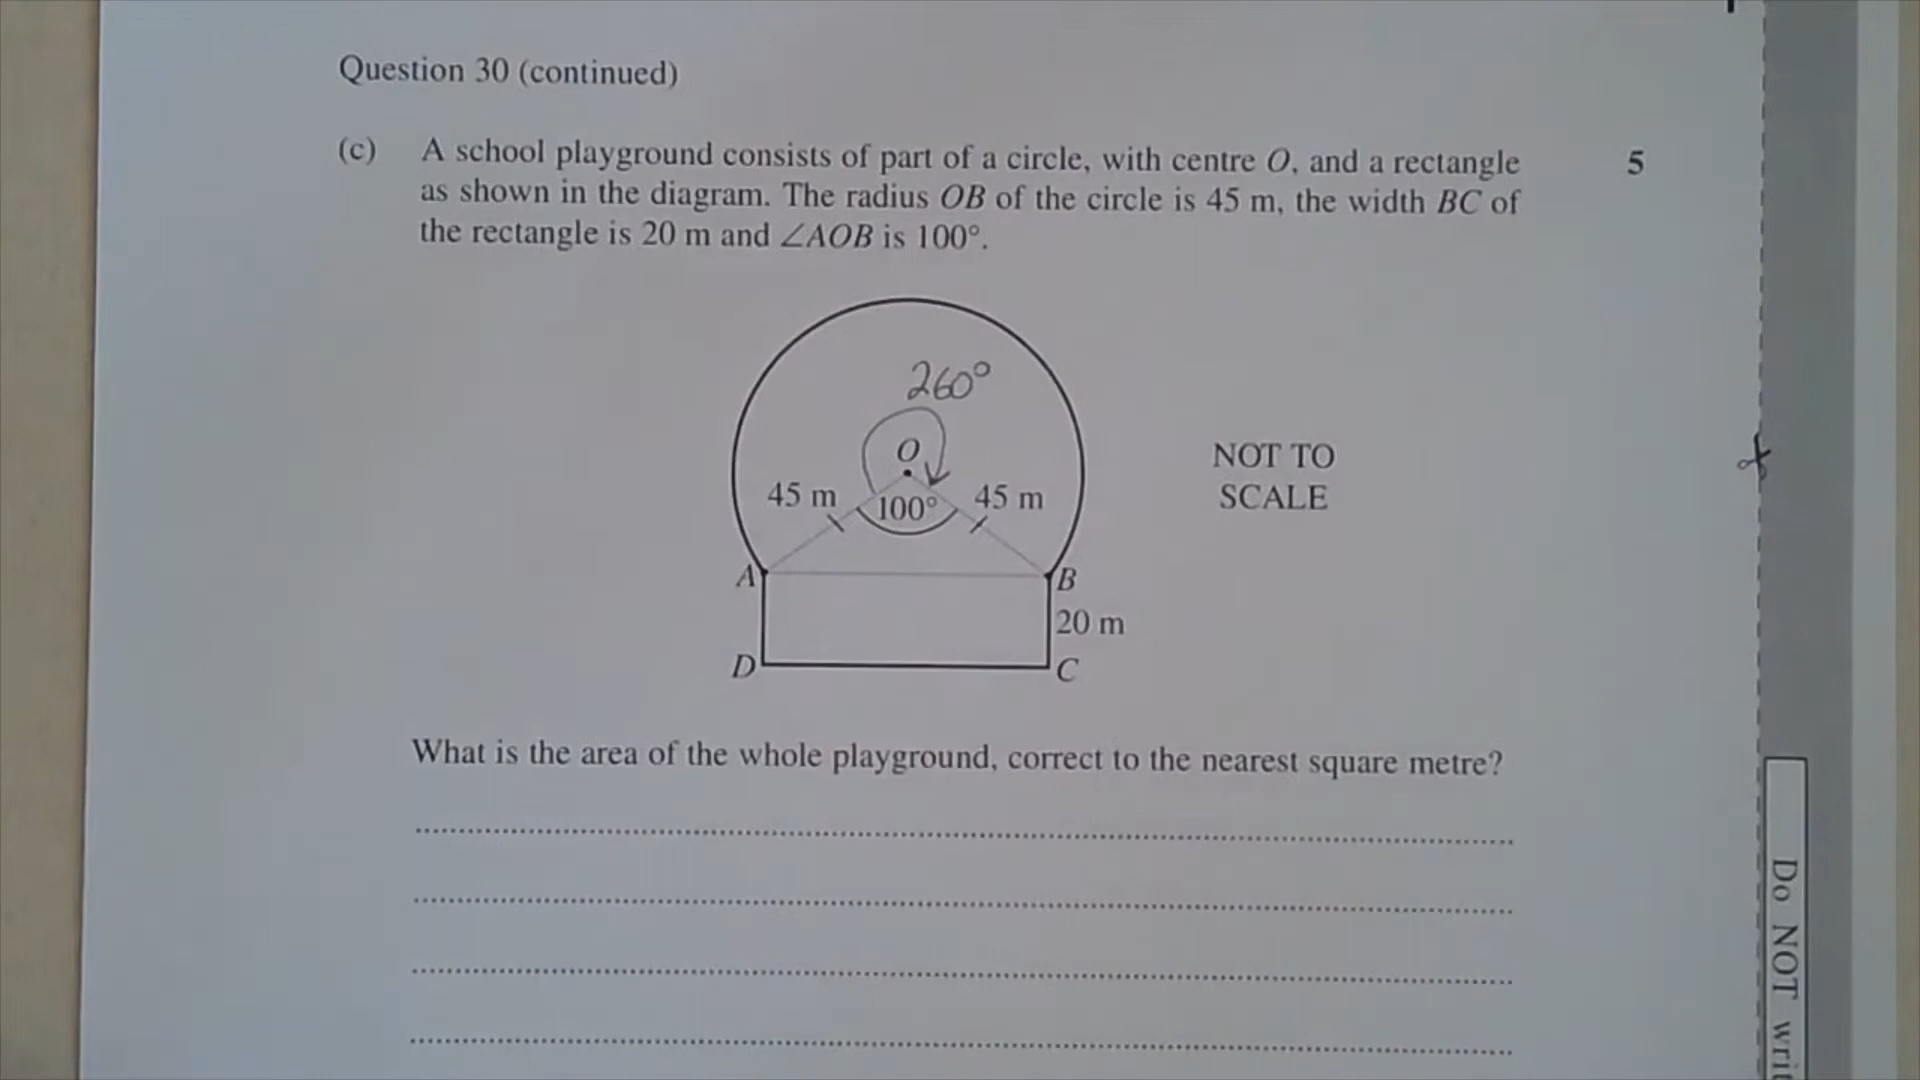 Question 30 (continued)
(c) A school playground consists of part of a circle, with centre O, and a rectangle 5
as shown in the diagram. The radius OB of the circle is 45 m, the width BC of
the rectangle is 20 m and ∠AOB is 100°.
260°
O
45 m 100° 45 m
NOT TO
SCALE
A B
20 m
D C
What is the area of the whole playground, correct to the nearest square metre?
Do NOT writ